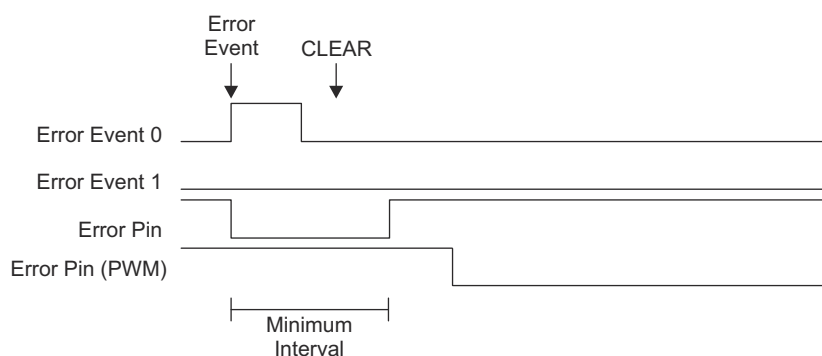 Error
Event
CLEAR
Error Event 0
Error Event 1
Error Pin
Error Pin (PWM)
Minimum
Interval